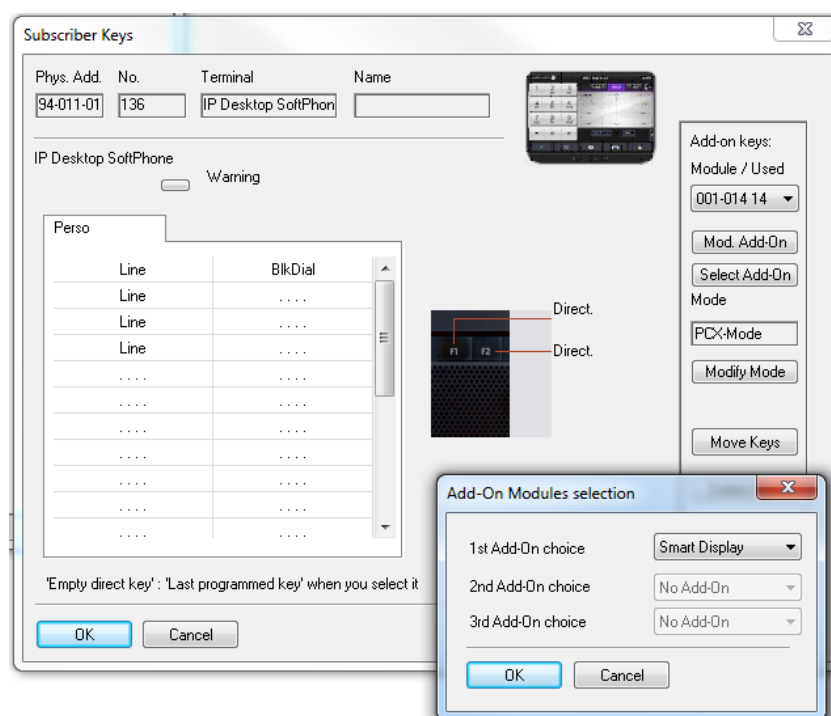 Subscriber Keys
Phys. Add. No. Terminal Name
94-011-01 136 IP Desktop SoftPhon
IP Desktop SoftPhone
Warning
Perso
Line BlkDial
Line ....
Line ....
Line ....
.... ....
.... ....
.... ....
.... ....
.... ....
.... ....
.... ....
'Empty direct key' : 'Last programmed key' when you select it
OK Cancel
Direct.
F1 F2 Direct.
Add-on keys:
Module / Used
001-014 14
Mod. Add-On
Select Add-On
Mode
PCX-Mode
Modify Mode
Move Keys
Add-On Modules selection
1st Add-On choice Smart Display
2nd Add-On choice No Add-On
3rd Add-On choice No Add-On
OK Cancel